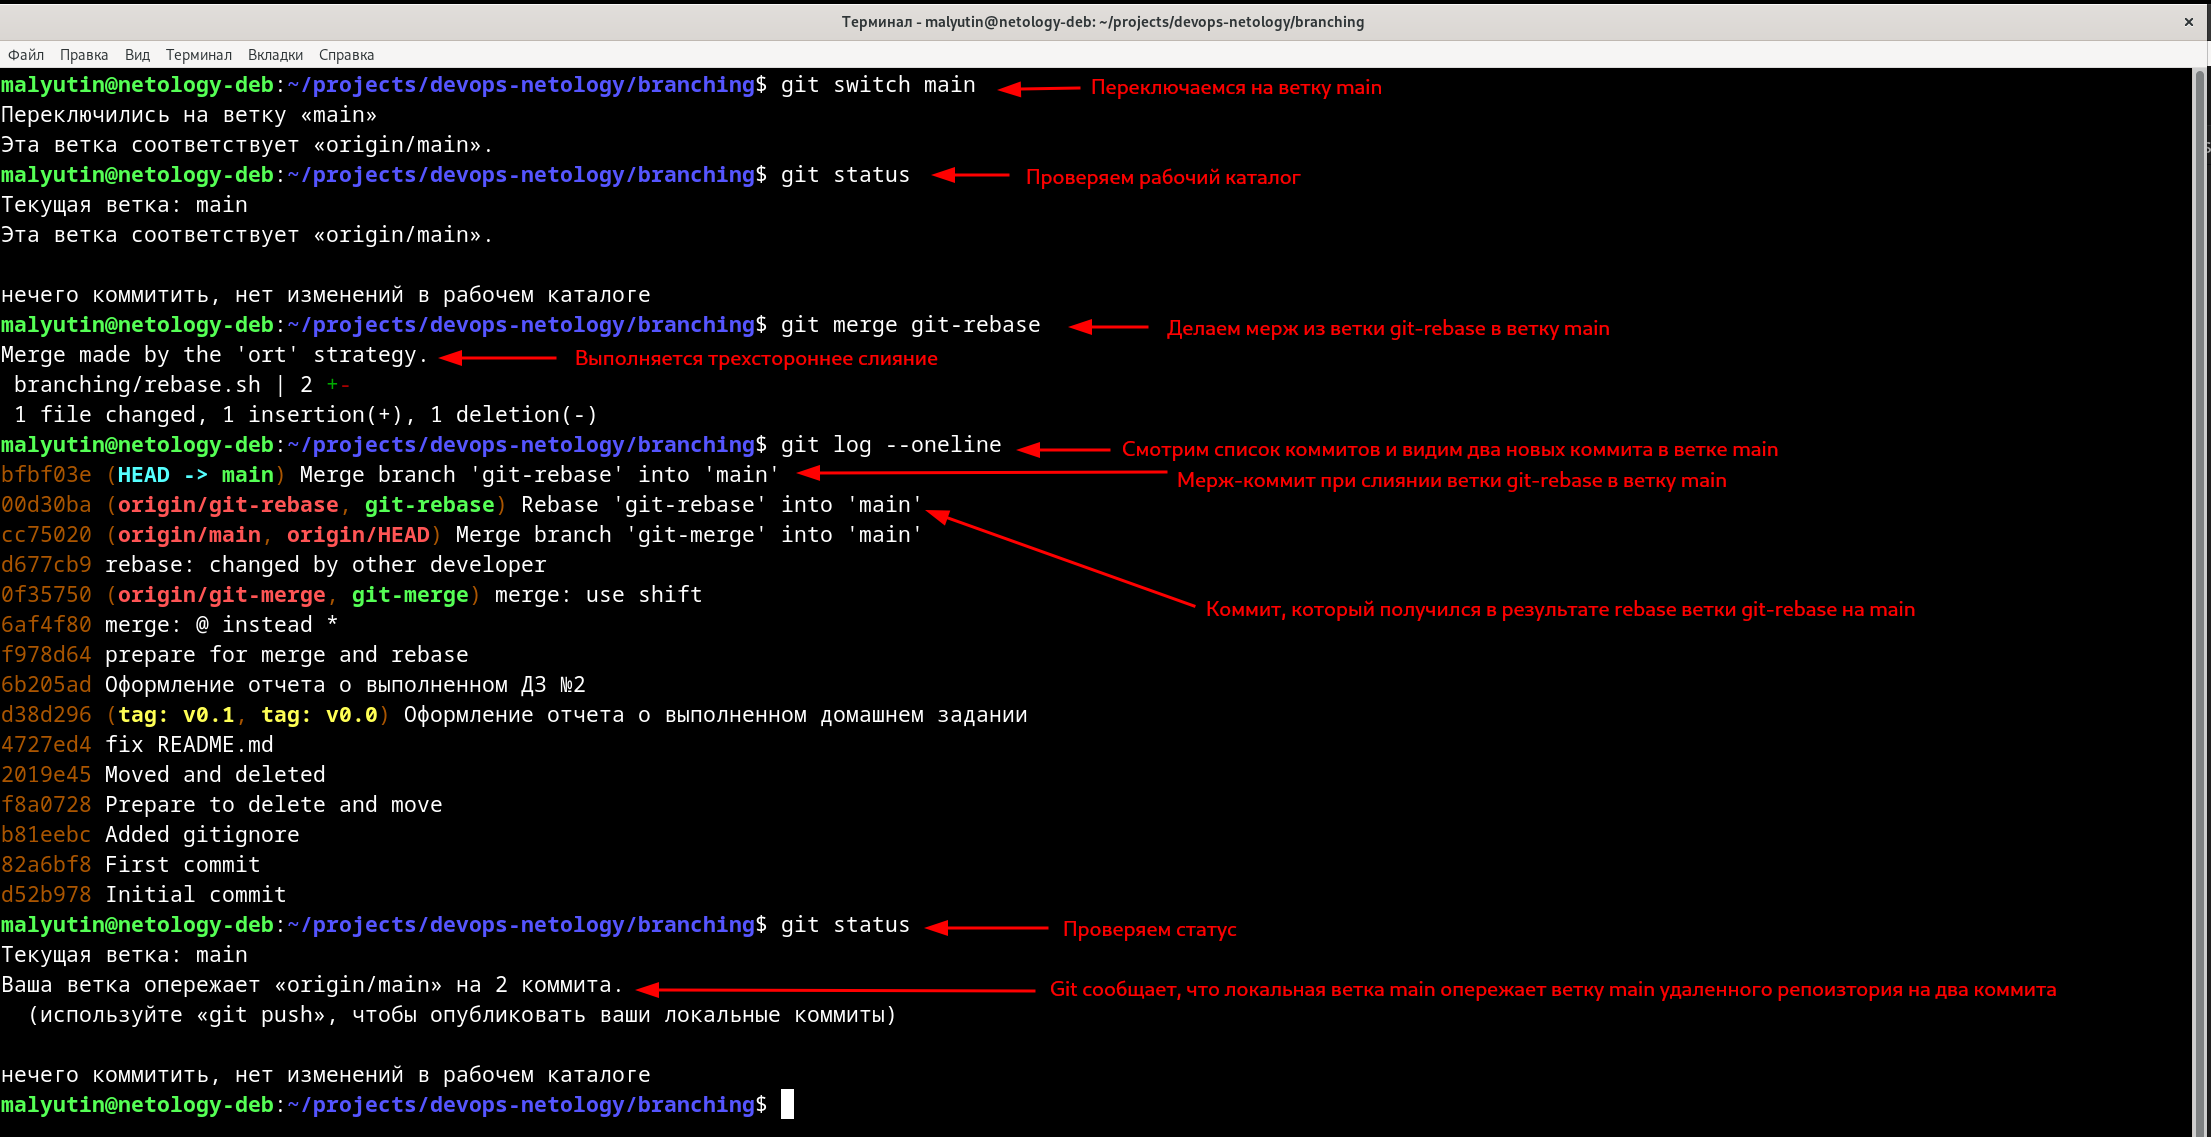 Терминал - malyutin@netology-deb: ~/projects/devops-netology/branching
Файл Правка Вид Терминал Вкладки Справка
malyutin@netology-deb:~/projects/devops-netology/branching$ git switch main Переключаемся на ветку main
Переключились на ветку «main»
Эта ветка соответствует «origin/main».
malyutin@netology-deb:~/projects/devops-netology/branching$ git status Проверяем рабочий каталог
Текущая ветка: main
Эта ветка соответствует «origin/main».
нечего коммитить, нет изменений в рабочем каталоге
malyutin@netology-deb:~/projects/devops-netology/branching$ git merge git-rebase Делаем мерж из ветки git-rebase в ветку main
Merge made by the 'ort' strategy. Выполняется трехстороннее слияние
branching/rebase.sh | 2 +-
1 file changed, 1 insertion(+), 1 deletion(-)
malyutin@netology-deb:~/projects/devops-netology/branching$ git log --oneline Смотрим список коммитов и видим два новых коммита в ветке main
bfbf03e (HEAD -> main) Merge branch 'git-rebase' into 'main'
Мерж-коммит при слиянии ветки git-rebase в ветку main
00d30ba (origin/git-rebase, git-rebase) Rebase 'git-rebase' into 'main'
cc75020 (origin/main, origin/HEAD) Merge branch 'git-merge' into 'main'
d677cb9 rebase: changed by other developer
0f35750 (origin/git-merge, git-merge) merge: use shift
Коммит, который получился в результате rebase ветки git-rebase на main
6af4f80 merge: @ instead *
f978d64 prepare for merge and rebase
6b205ad Оформление отчета о выполненном ДЗ №2
d38d296 (tag: v0.1, tag: v0.0) Оформление отчета о выполненном домашнем задании
4727ed4 fix README.md
2019e45 Moved and deleted
f8a0728 Prepare to delete and move
b81eebc Added gitignore
82a6bf8 First commit
d52b978 Initial commit
malyutin@netology-deb:~/projects/devops-netology/branching$ git status Проверяем статус
Текущая ветка: main
Ваша ветка опережает «origin/main» на 2 коммита. Git сообщает, что локальная ветка main опережает ветку main удаленного репоизтория на два коммита
(используйте «git push», чтобы опубликовать ваши локальные коммиты)
нечего коммитить, нет изменений в рабочем каталоге
malyutin@netology-deb:~/projects/devops-netology/branching$